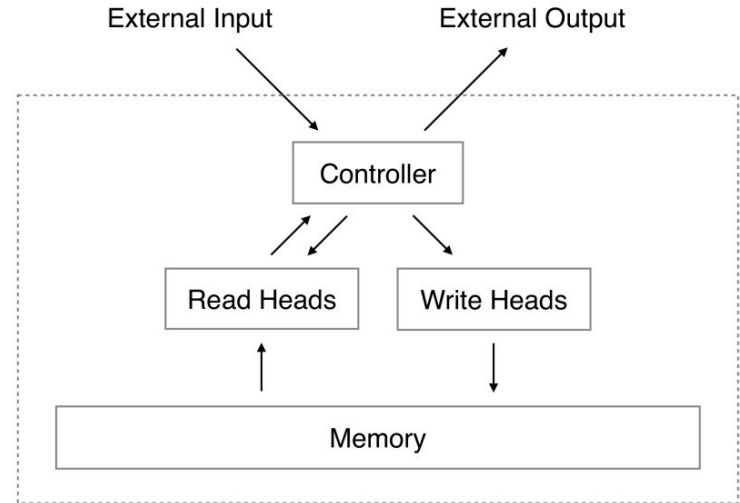 External Input
External Output
Controller
Read Heads
Write Heads
Memory